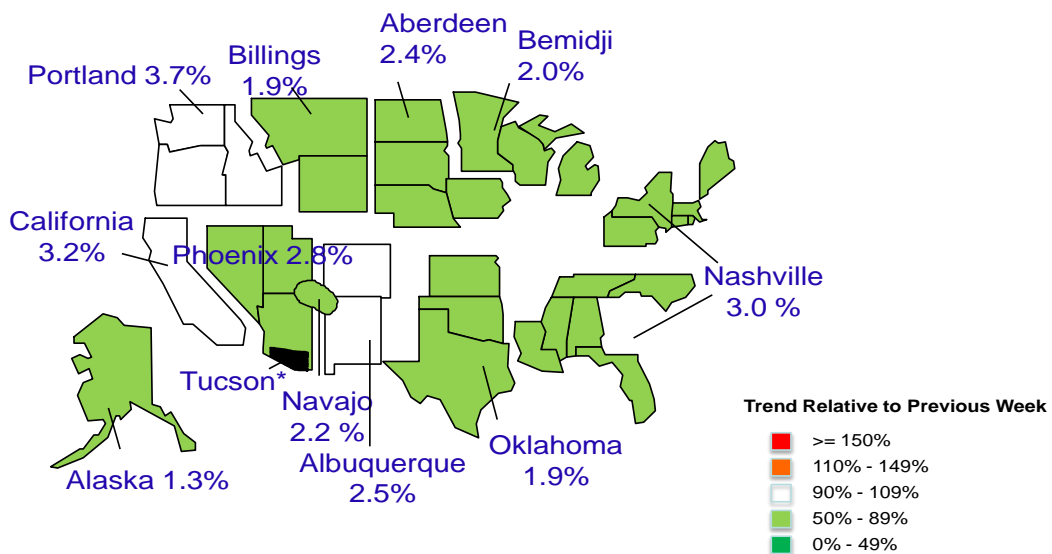 Aberdeen
2.4%
Bemidji
2.0%
Billings
1.9%
Portland 3.7%
California
3.2%
Phoenix 2.8%
Nashville
3.0 %
Tucson*
Navajo
2.2 %
Albuquerque
2.5%
Oklahoma
1.9%
Alaska 1.3%
Trend Relative to Previous Week
>= 150%
110% - 149%
90% - 109%
50% - 89%
0% - 49%